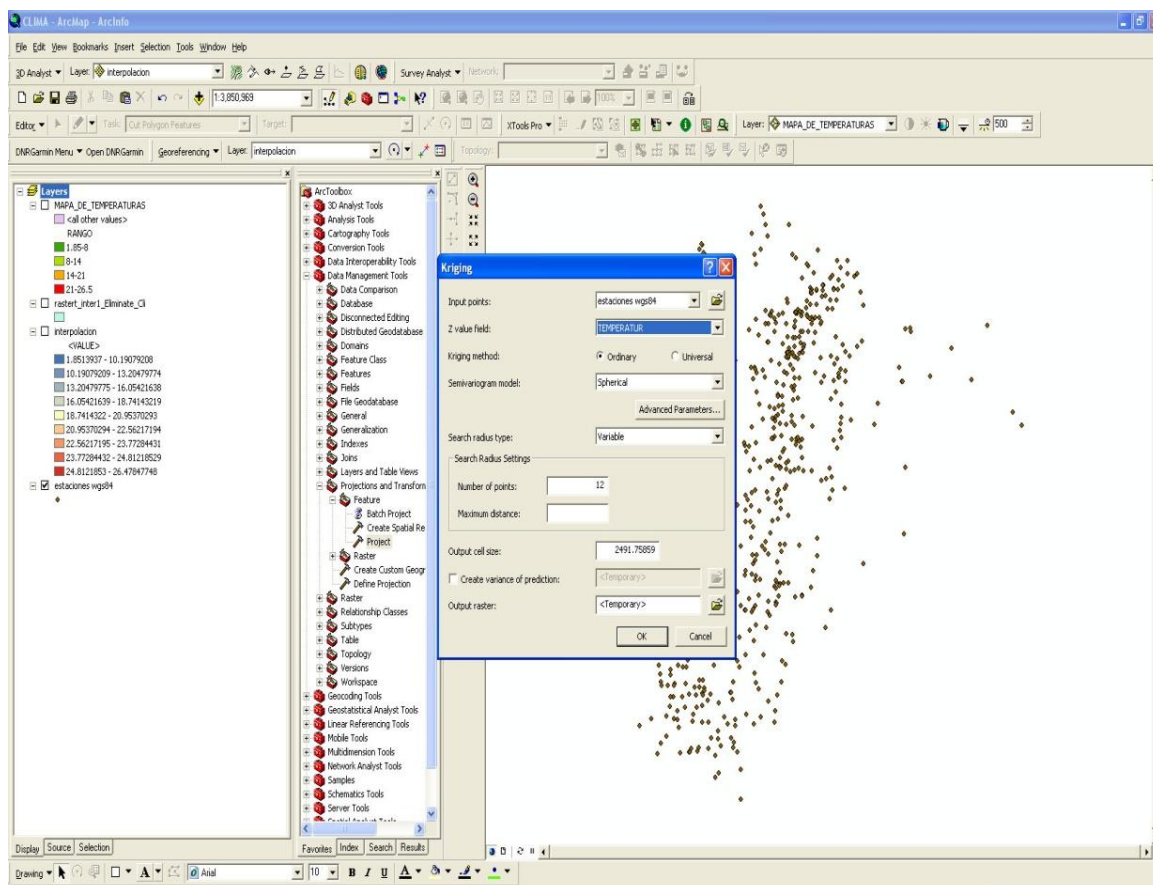 CLIMA - ArcMap - ArcInfo
File Edit View Bookmarks Insert Selection Tools Window Help
3D Analyst Layer: interpolacion Survey Analyst Network:
1:3,850,969 100%
Editor Task: Cut Polygon Features Target: XTools Pro Layer: MAPA_DE_TEMPERATURAS 500
DNRGarmin Menu Open DNRGarmin Georeferencing Layer: interpolacion Topology:
Layers
MAPA_DE_TEMPERATURAS
<all other values>
RANGO
1.85-8
8-14
14-21
21-26.5
rastert_inter1_Eliminate_Cli
interpolacion
<VALUE>
1.8513937 - 10.19079208
10.19079209 - 13.20479774
13.20479775 - 16.05421638
16.05421639 - 18.74143219
18.7414322 - 20.95370293
20.95370294 - 22.56217194
22.56217195 - 23.77284431
23.77284432 - 24.81218529
24.8121853 - 26.47847748
estaciones wgs84
Display Source Selection
ArcToolbox
3D Analyst Tools
Analysis Tools
Cartography Tools
Conversion Tools
Data Interoperability Tools
Data Management Tools
Data Comparison
Database
Disconnected Editing
Distributed Geodatabase
Domains
Feature Class
Features
Fields
File Geodatabase
General
Generalization
Indexes
Joins
Layers and Table Views
Projections and Transform
Feature
Batch Project
Create Spatial Re
Project
Raster
Create Custom Geogr
Define Projection
Raster
Relationship Classes
Subtypes
Table
Topology
Versions
Workspace
Geocoding Tools
Geostatistical Analyst Tools
Linear Referencing Tools
Mobile Tools
Multidimension Tools
Network Analyst Tools
Samples
Schematics Tools
Server Tools
Spatial Analyst Tools
Favorites Index Search Results
Kriging
Input points: estaciones wgs84
Z value field: TEMPERATUR
Kriging method: Ordinary Universal
Semivariogram model: Spherical
Advanced Parameters...
Search radius type: Variable
Search Radius Settings
Number of points: 12
Maximum distance:
Output cell size: 2491.75859
Create variance of prediction: <Temporary>
Output raster: <Temporary>
OK Cancel
Drawing A Arial 10 B I U A